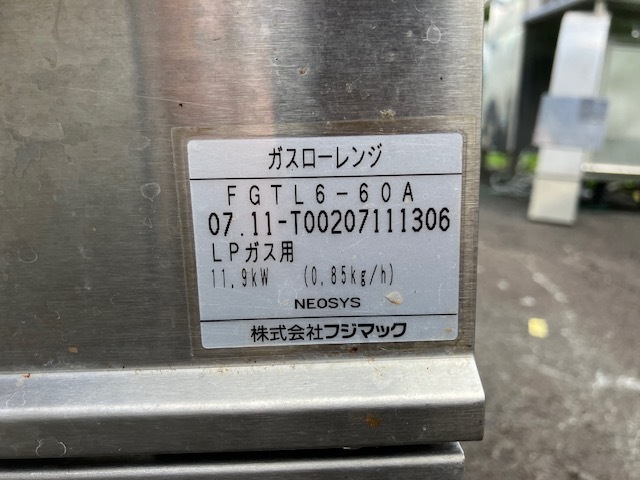 ガスローレンジ
FGTL6-60A
07.11-T00207111306
LPガス用
11.9kW (0.85kg/h)
NEOSYS
株式会社フジマック